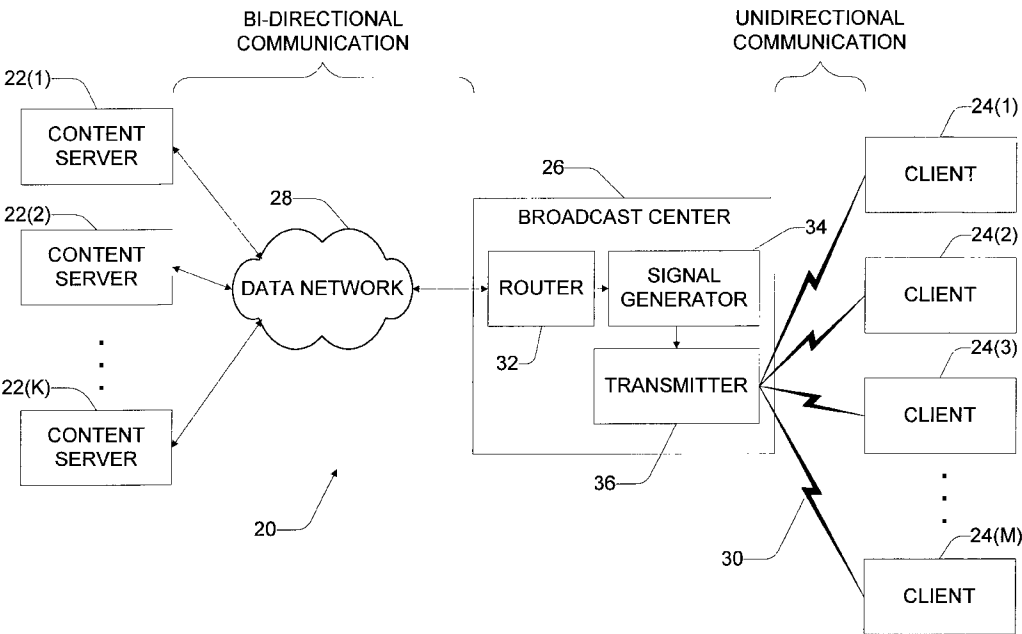 BI-DIRECTIONAL
COMMUNICATION
UNIDIRECTIONAL
COMMUNICATION
22(1)
CONTENT
SERVER
22(2)
CONTENT
SERVER
22(K)
CONTENT
SERVER
28
DATA NETWORK
20
26
BROADCAST CENTER
ROUTER
32
34
SIGNAL
GENERATOR
TRANSMITTER
36
30
24(1)
CLIENT
24(2)
CLIENT
24(3)
CLIENT
24(M)
CLIENT